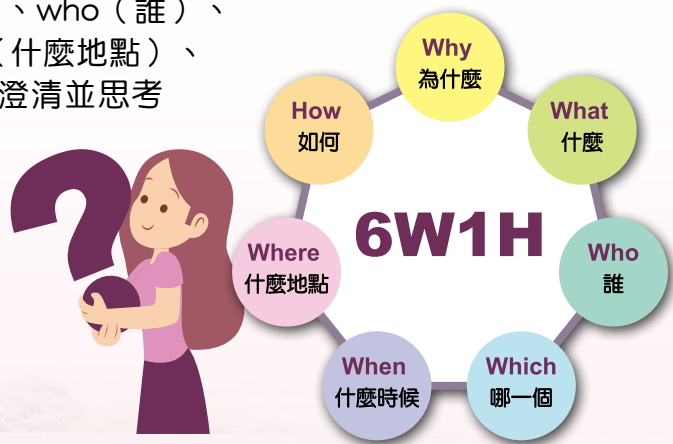 、who（誰）、
（什麼地點）、
澄清並思考
Why
為什麼
How
如何
What
什麼
6W1H
Where
什麼地點
Who
誰
When
什麼時候
Which
哪一個